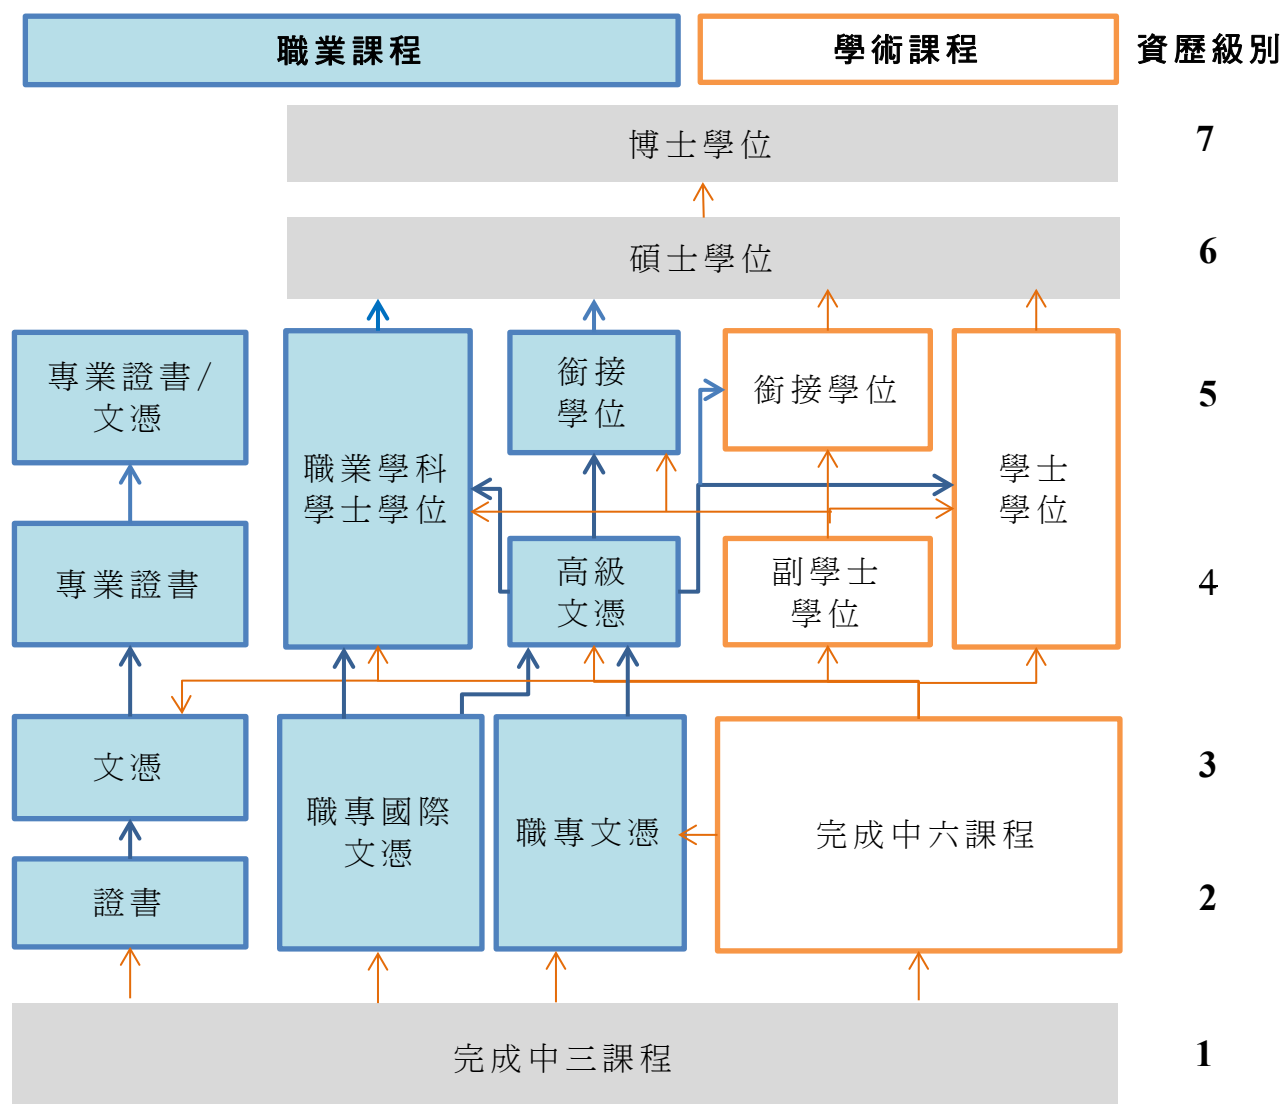 職業課程
學術課程
資歷級別
博士學位
7
碩士學位
6
專業證書/
文憑
職業學科
學士學位
銜接
學位
銜接學位
學士
學位
5
專業證書
高級
文憑
副學士
學位
4
文憑
職專國際
文憑
職專文憑
完成中六課程
3
證書
2
完成中三課程
1